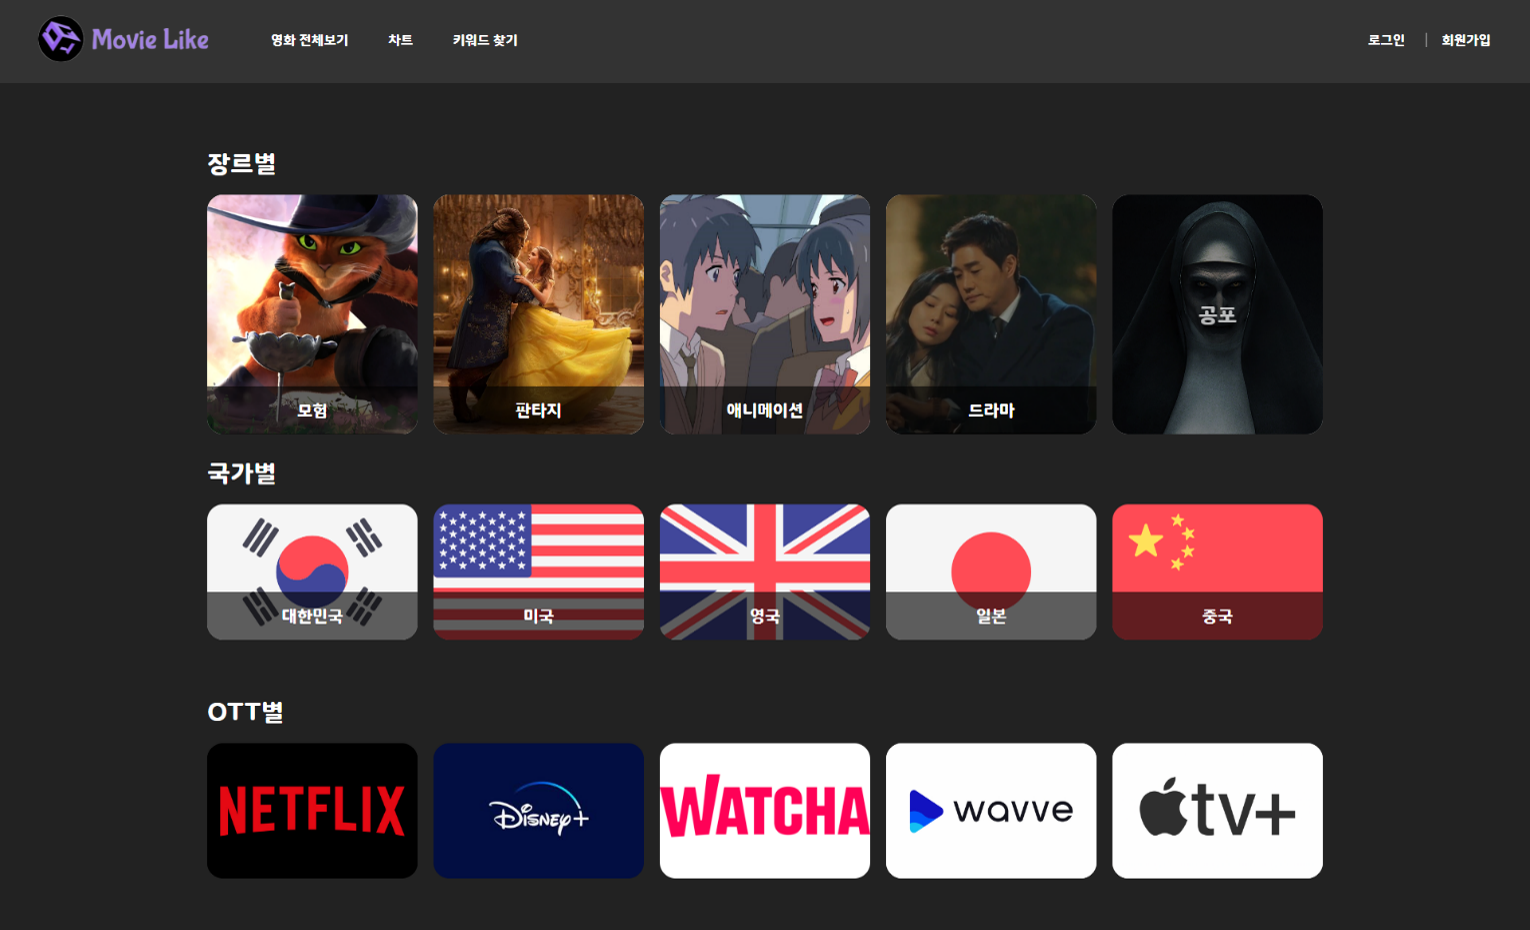 Movie Like
영화 전체보기
차트
키워드 찾기
로그인
|
회원가입
장르별
모험
판타지
애니메이션
드라마
공포
국가별
대한민국
미국
영국
일본
중국
OTT별
NETFLIX
Disney+
WATCHA
wavve
tv+